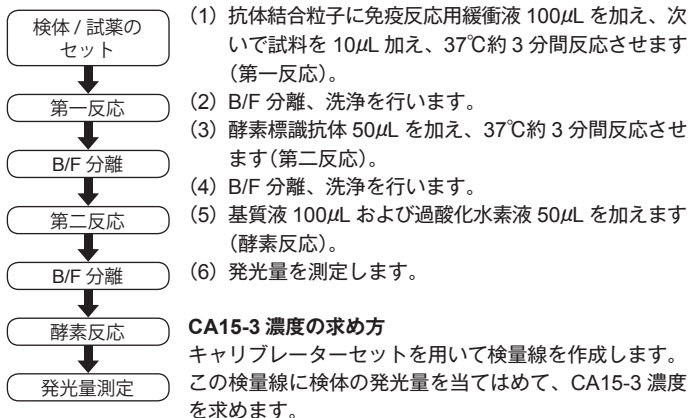 検体 / 試薬の
セット
第一反応
B/F 分離
第二反応
B/F 分離
酵素反応
発光量測定
(1) 抗体結合粒子に免疫反応用緩衝液 100μL を加え、次
いで試料を 10μL 加え、37℃約 3 分間反応させます
(第一反応)。
(2) B/F 分離、洗浄を行います。
(3) 酵素標識抗体 50μL を加え、37℃約 3 分間反応させ
ます(第二反応)。
(4) B/F 分離、洗浄を行います。
(5) 基質液 100μL および過酸化水素液 50μL を加えます
(酵素反応)。
(6) 発光量を測定します。
CA15-3 濃度の求め方
キャリブレーターセットを用いて検量線を作成します。
この検量線に検体の発光量を当てはめて、CA15-3 濃度
を求めます。